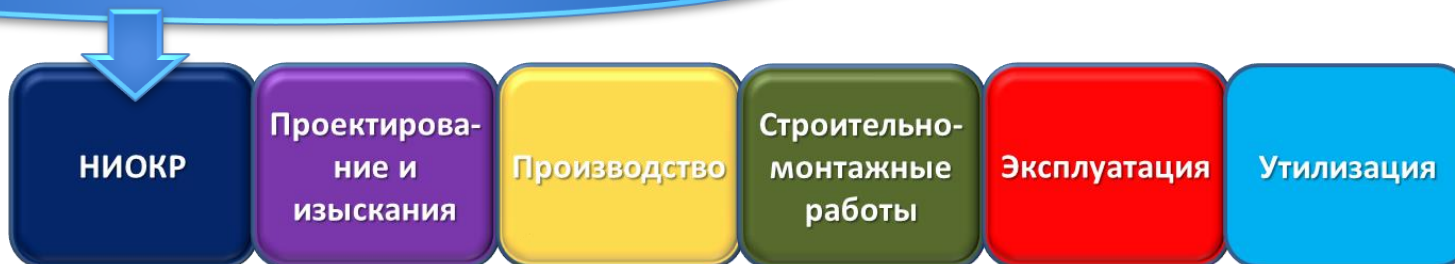 НИОКР
Проектирова-
ние и
изыскания
Производство
Строительно-
монтажные
работы
Эксплуатация
Утилизация